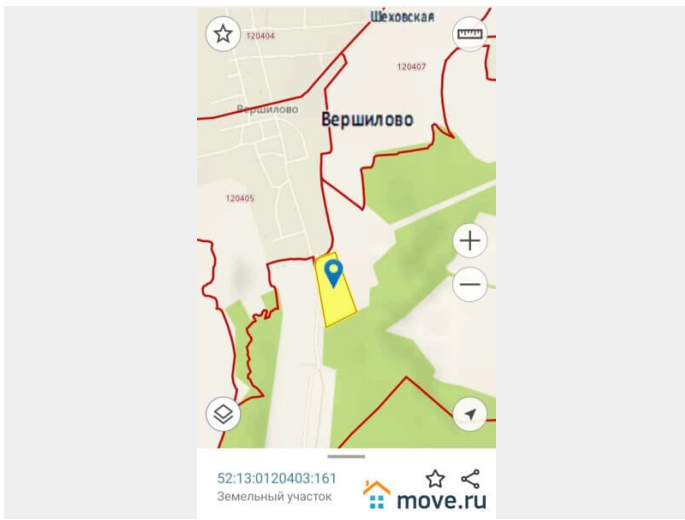 Шеховская
120404
120407
Вершилово
Вершилово
120405
52:13:0120403:161
Земельный участок
move.ru